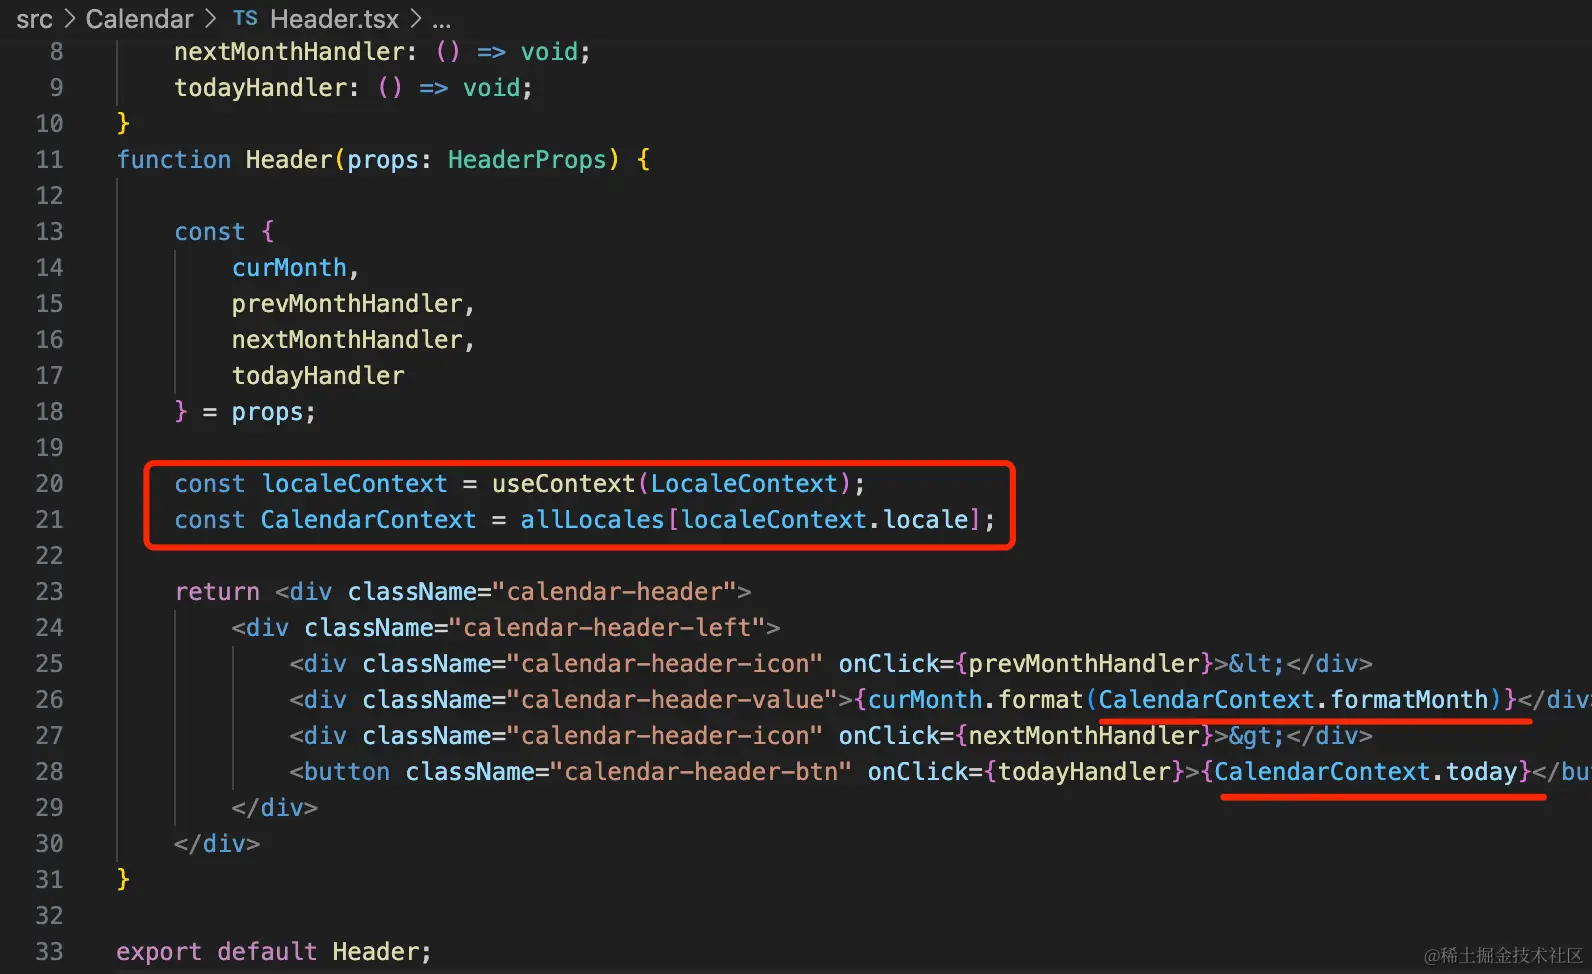 src > Calendar > TS Header.tsx > ...
8 nextMonthHandler: () => void;
9 todayHandler: () => void;
10 }
11 function Header(props: HeaderProps) {
12
13 const {
14 curMonth,
15 prevMonthHandler,
16 nextMonthHandler,
17 todayHandler
18 } = props;
19
20 const localeContext = useContext(LocaleContext);
21 const CalendarContext = allLocales[localeContext.locale];
22
23 return <div className="calendar-header">
24 <div className="calendar-header-left">
25 <div className="calendar-header-icon" onClick={prevMonthHandler}>&lt;</div>
26 <div className="calendar-header-value">{curMonth.format(CalendarContext.formatMonth)}</div
27 <div className="calendar-header-icon" onClick={nextMonthHandler}>&gt;</div>
28 <button className="calendar-header-btn" onClick={todayHandler}>{CalendarContext.today}</bu
29 </div>
30 </div>
31 }
32
33 export default Header;
@稀土掘金技术社区